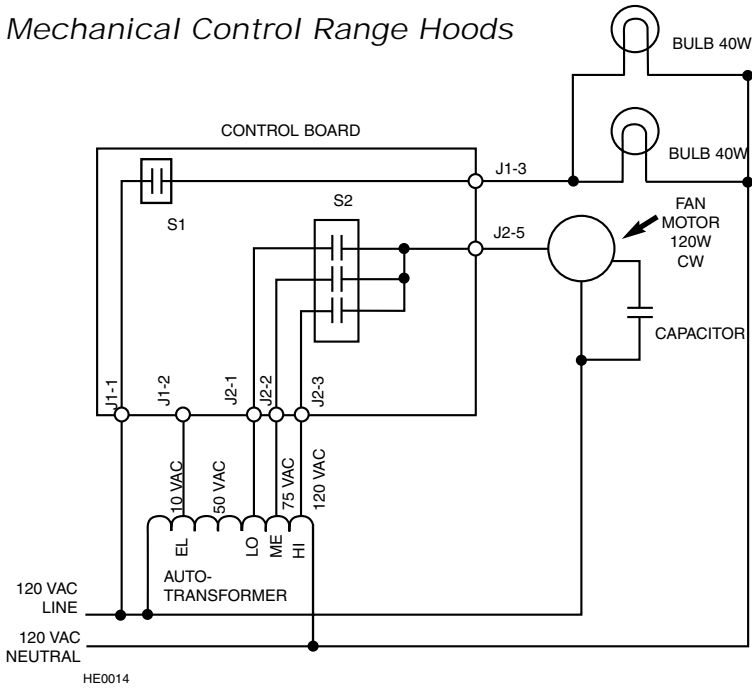 Mechanical Control Range Hoods
BULB 40W
CONTROL BOARD
BULB 40W
J1-3
S1
S2
FAN
MOTOR
120W
CW
J2-5
CAPACITOR
J1-1
J1-2
J2-1
J2-2
J2-3
10 VAC
50 VAC
75 VAC
120 VAC
EL
LO
ME
HI
AUTO-
TRANSFORMER
120 VAC
LINE
120 VAC
NEUTRAL
HE0014